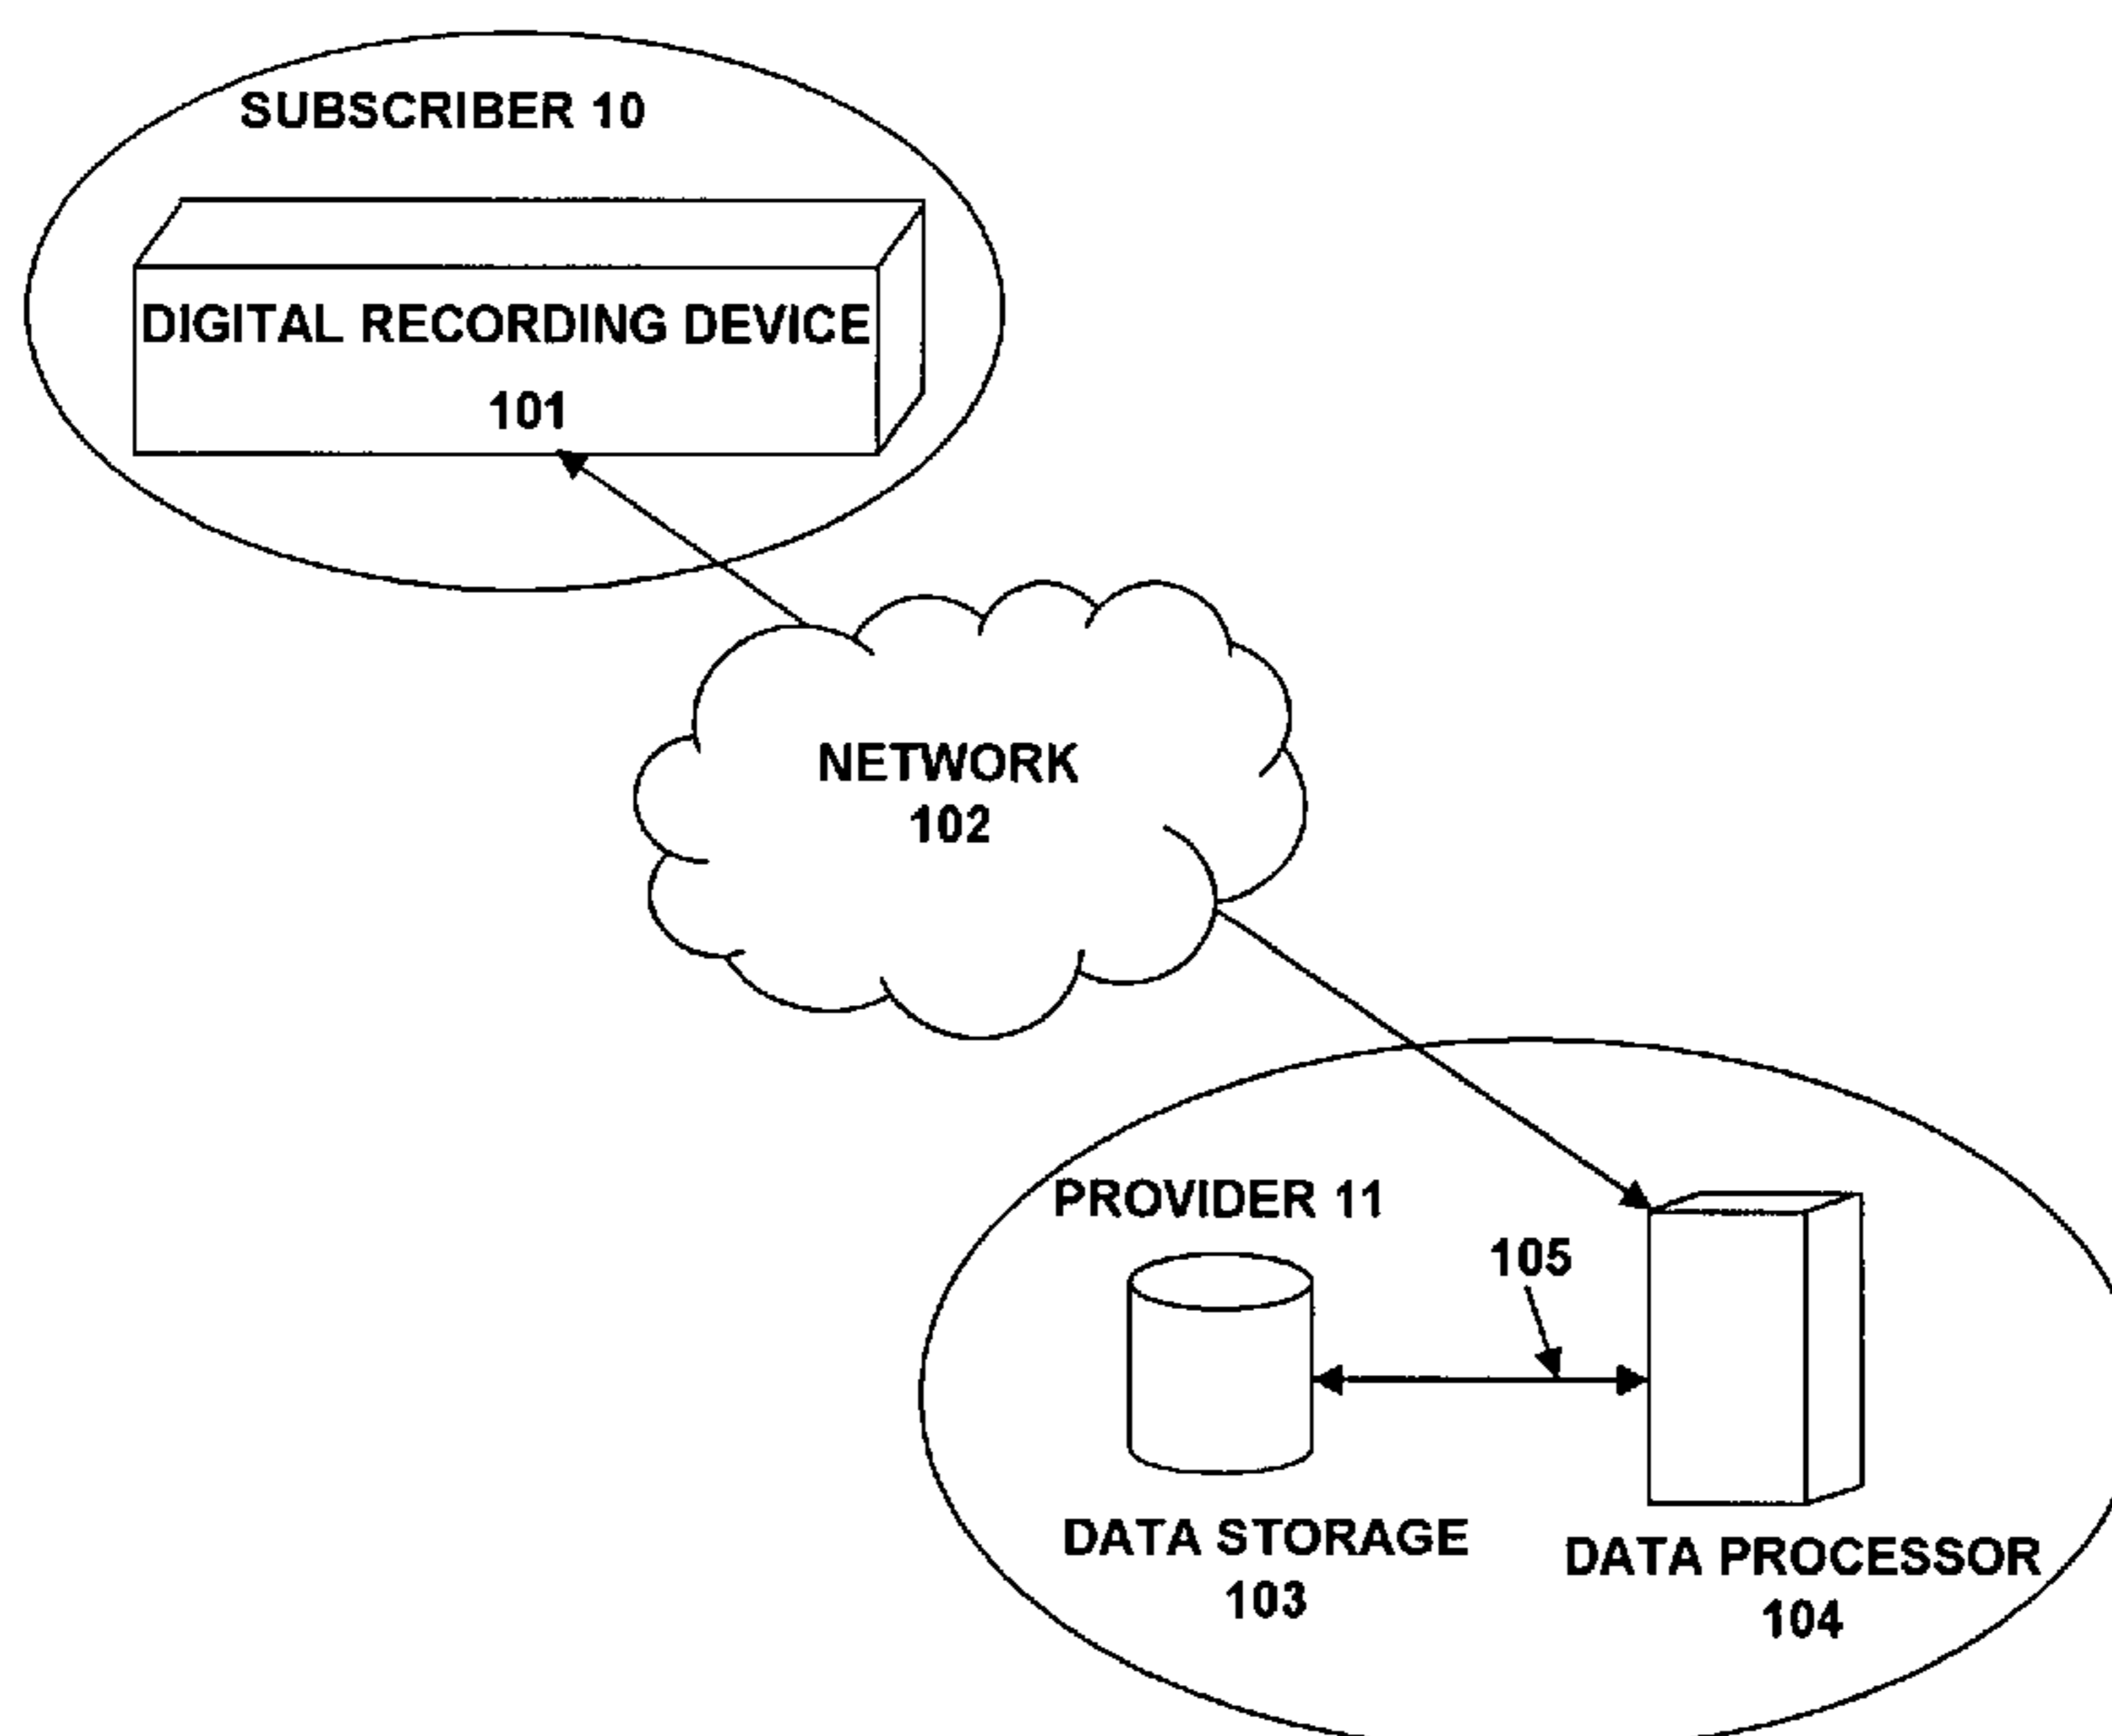 SUBSCRIBER 10
DIGITAL RECORDING DEVICE
101
NETWORK
102
PROVIDER 11
105
DATA STORAGE
103
DATA PROCESSOR
104